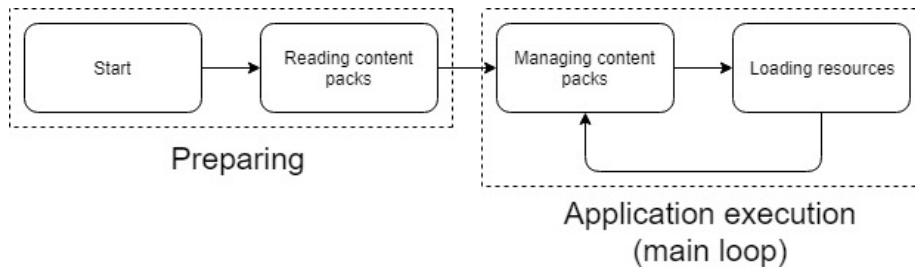 Start
Reading content
packs
Managing content
packs
Loading resources
Preparing
Application execution
(main loop)